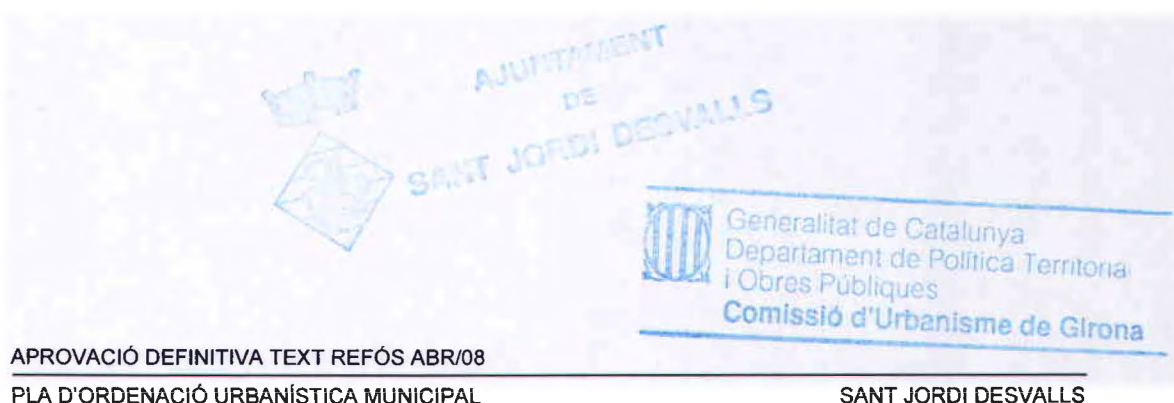 AJUNTAMENT
DE
SANT JORDI DESVALLS
Generalitat de Catalunya
Departament de Política Territorial
i Obres Públiques
Comissió d'Urbanisme de Girona
APROVACIÓ DEFINITIVA TEXT REFÓS ABR/08
PLA D'ORDENACIÓ URBANÍSTICA MUNICIPAL SANT JORDI DESVALLS